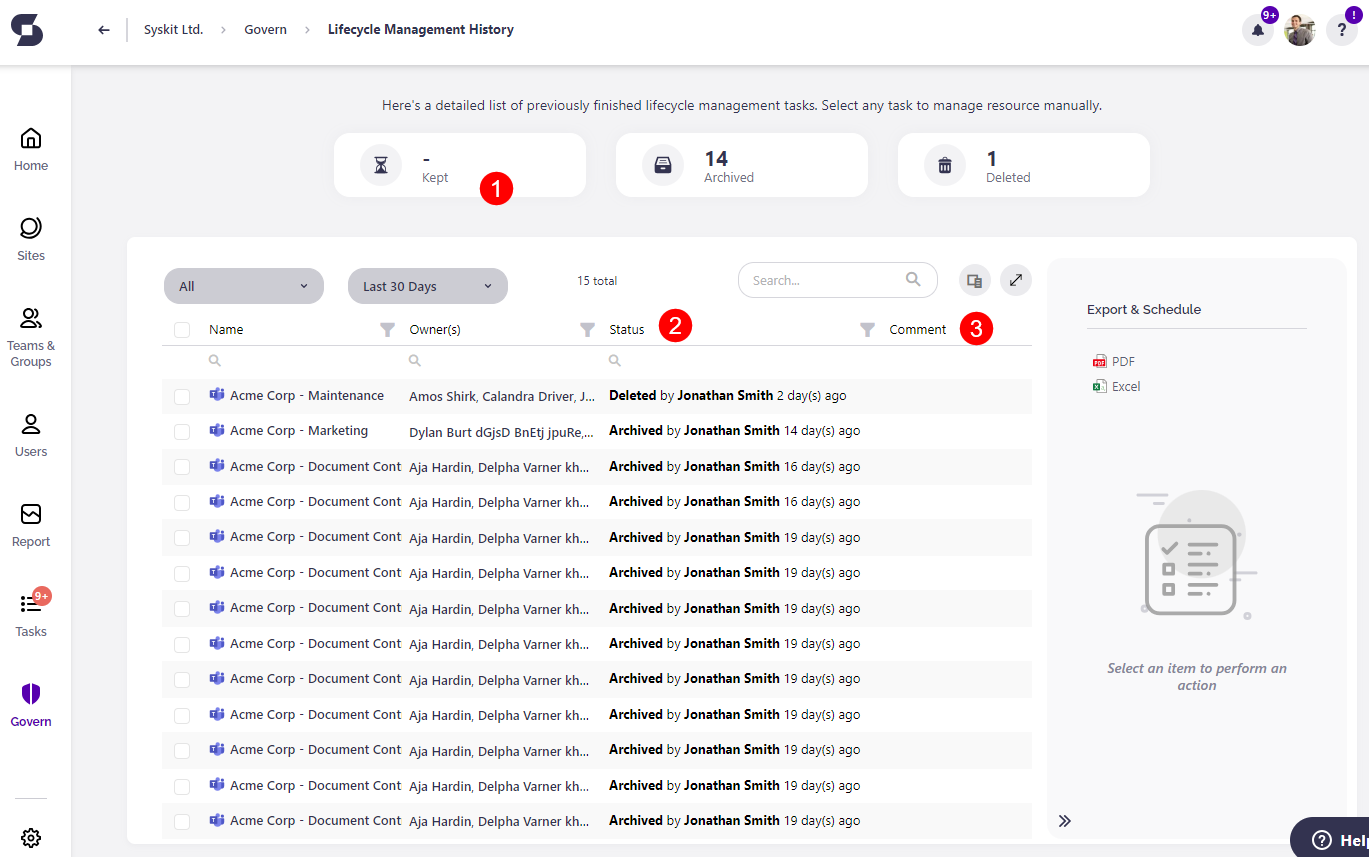 Syskit Ltd. > Govern > Lifecycle Management History
9+
!
?
Here's a detailed list of previously finished lifecycle management tasks. Select any task to manage resource manually.
- Kept
1
14 Archived
1 Deleted
Home
Sites
Teams & Groups
Users
Report
9+
Tasks
Govern
All
Last 30 Days
15 total
Search...
Name Owner(s) Status 2 Comment 3
Acme Corp - Maintenance Amos Shirk, Calandra Driver, J... Deleted by Jonathan Smith 2 day(s) ago
Acme Corp - Marketing Dylan Burt dGjsD BnEtj jpuRe,... Archived by Jonathan Smith 14 day(s) ago
Acme Corp - Document Cont Aja Hardin, Delpha Varner kh... Archived by Jonathan Smith 16 day(s) ago
Acme Corp - Document Cont Aja Hardin, Delpha Varner kh... Archived by Jonathan Smith 16 day(s) ago
Acme Corp - Document Cont Aja Hardin, Delpha Varner kh... Archived by Jonathan Smith 19 day(s) ago
Acme Corp - Document Cont Aja Hardin, Delpha Varner kh... Archived by Jonathan Smith 19 day(s) ago
Acme Corp - Document Cont Aja Hardin, Delpha Varner kh... Archived by Jonathan Smith 19 day(s) ago
Acme Corp - Document Cont Aja Hardin, Delpha Varner kh... Archived by Jonathan Smith 19 day(s) ago
Acme Corp - Document Cont Aja Hardin, Delpha Varner kh... Archived by Jonathan Smith 19 day(s) ago
Acme Corp - Document Cont Aja Hardin, Delpha Varner kh... Archived by Jonathan Smith 19 day(s) ago
Acme Corp - Document Cont Aja Hardin, Delpha Varner kh... Archived by Jonathan Smith 19 day(s) ago
Acme Corp - Document Cont Aja Hardin, Delpha Varner kh... Archived by Jonathan Smith 19 day(s) ago
Acme Corp - Document Cont Aja Hardin, Delpha Varner kh... Archived by Jonathan Smith 19 day(s) ago
Export & Schedule
PDF
Excel
Select an item to perform an
action
? Help